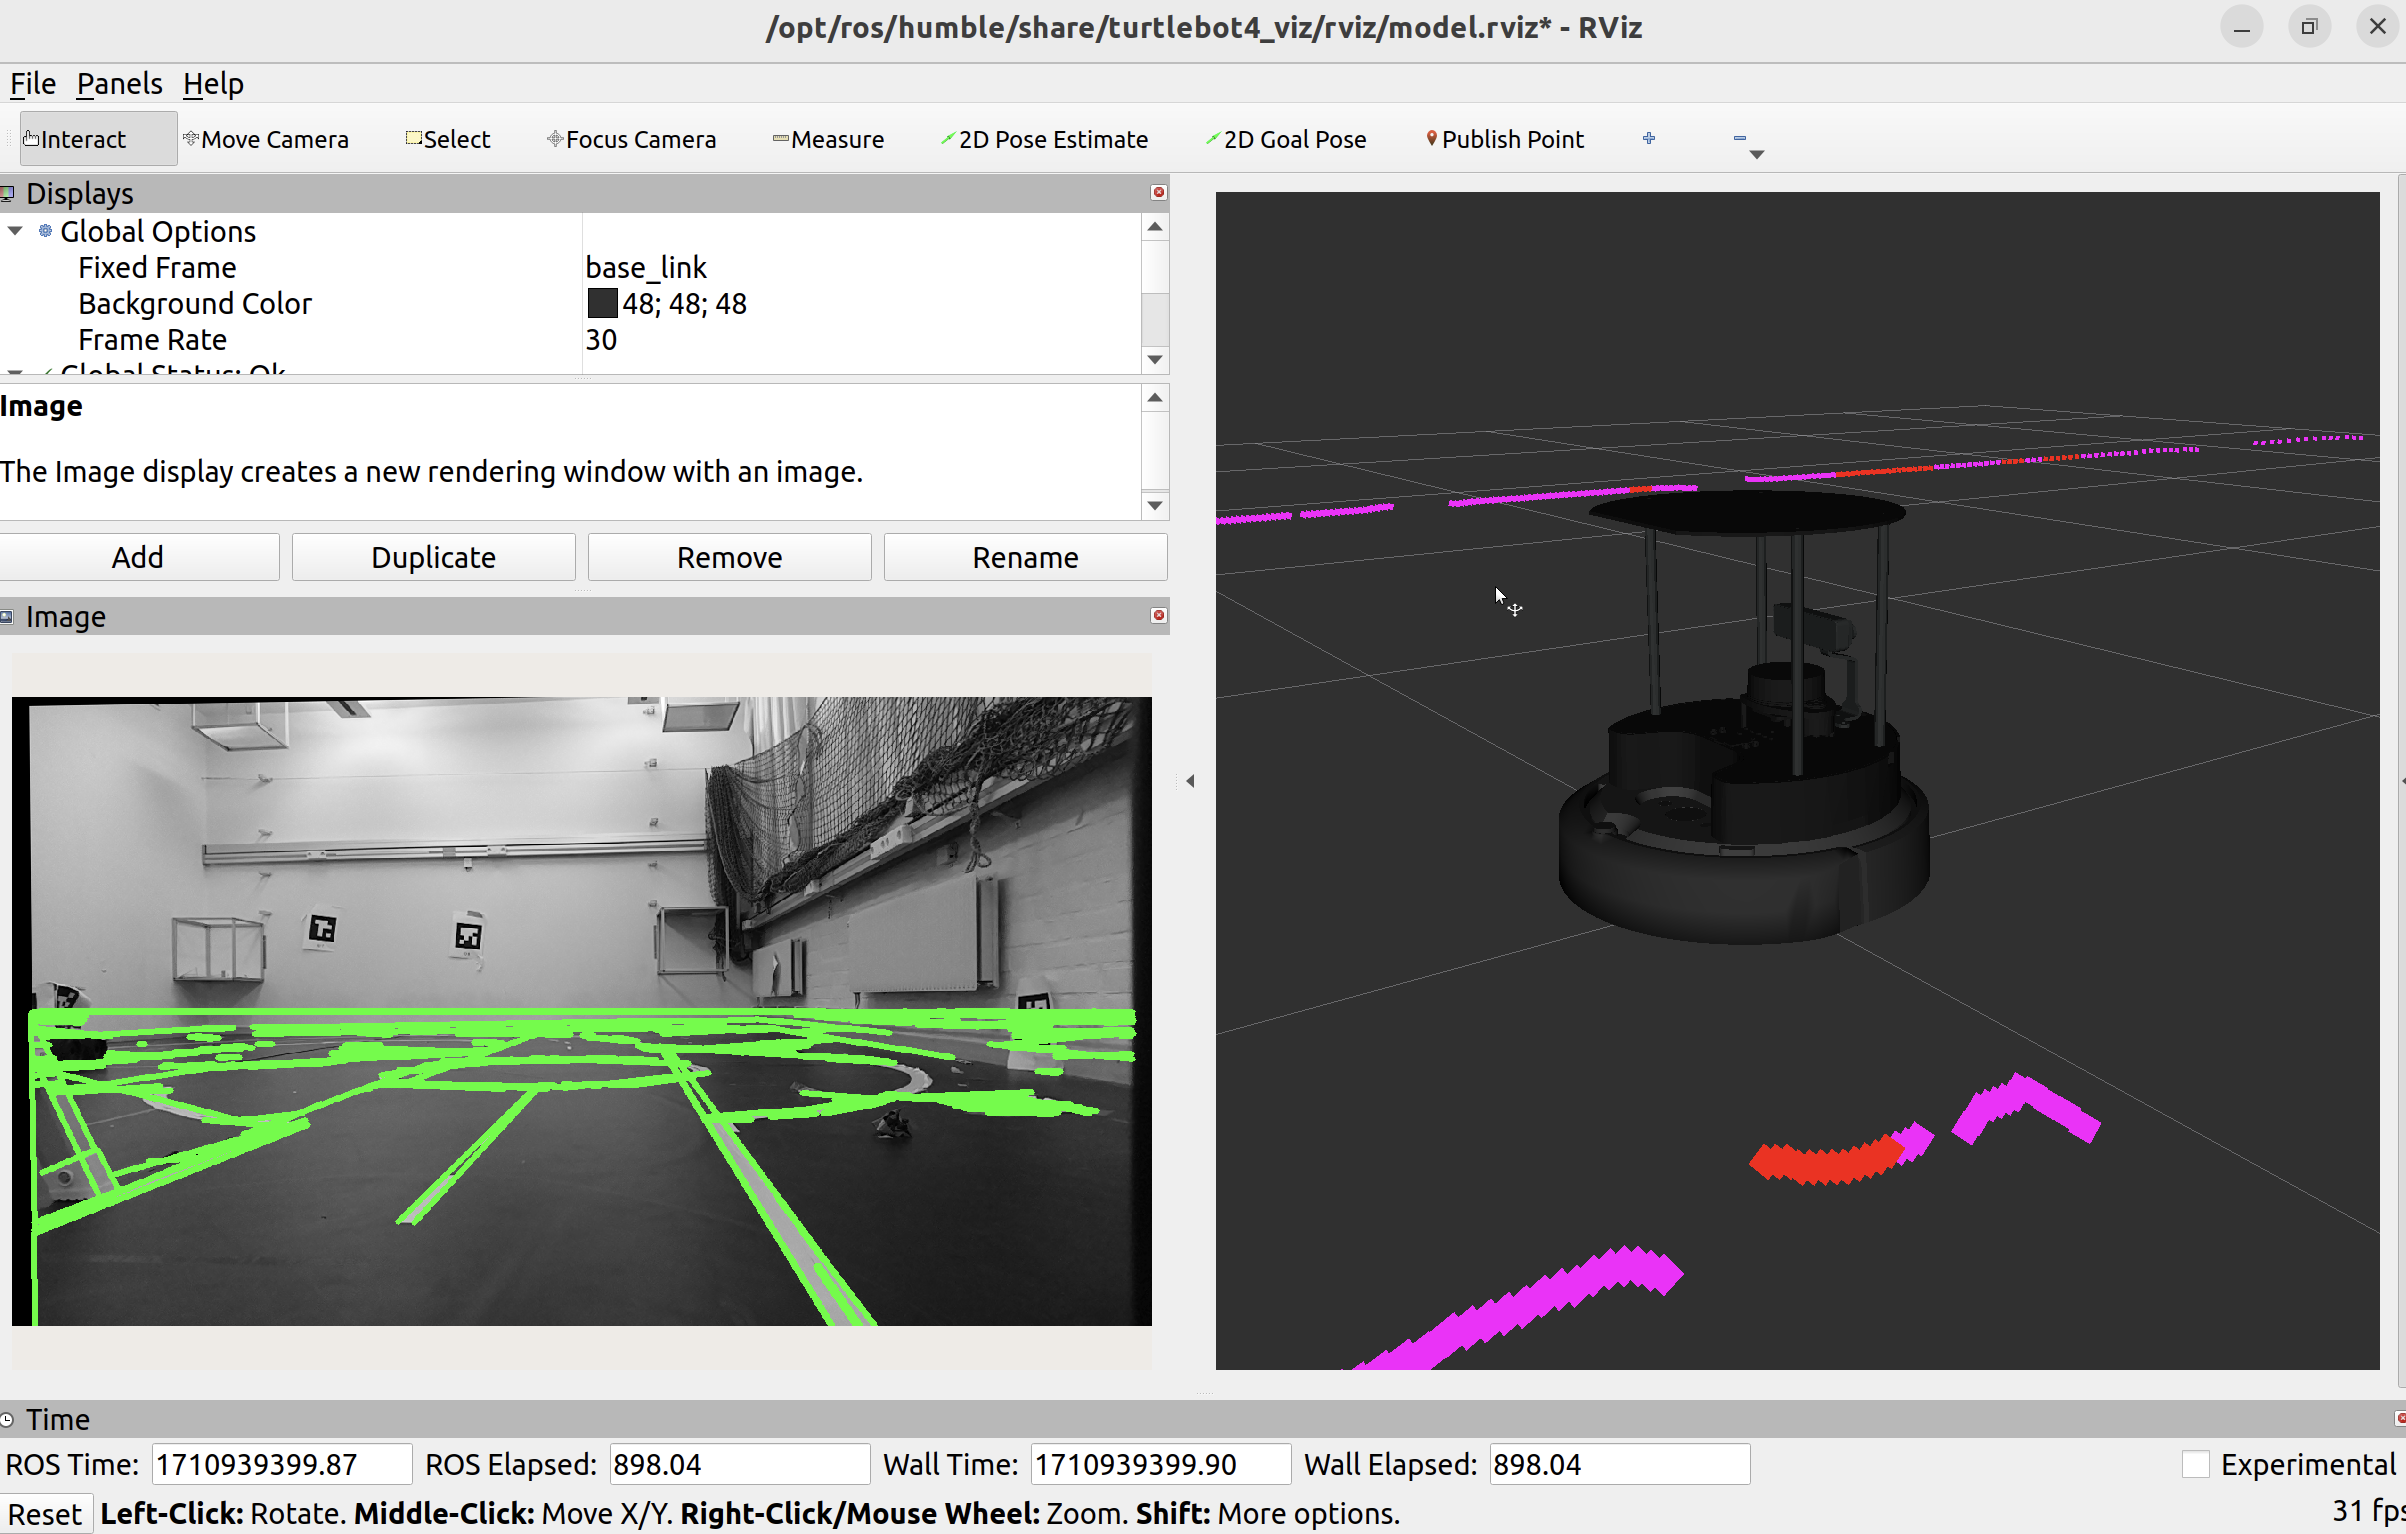 /opt/ros/humble/share/turtlebot4_viz/rviz/model.rviz* - RViz
File Panels Help
Interact Move Camera Select Focus Camera Measure 2D Pose Estimate 2D Goal Pose Publish Point
Displays
Global Options
Fixed Frame base_link
Background Color 48; 48; 48
Frame Rate 30
Global Status: Ok
Image
The Image display creates a new rendering window with an image.
Add Duplicate Remove Rename
Image
Time
ROS Time: 1710939399.87 ROS Elapsed: 898.04 Wall Time: 1710939399.90 Wall Elapsed: 898.04 Experimental
Reset Left-Click: Rotate. Middle-Click: Move X/Y. Right-Click/Mouse Wheel: Zoom. Shift: More options. 31 fps